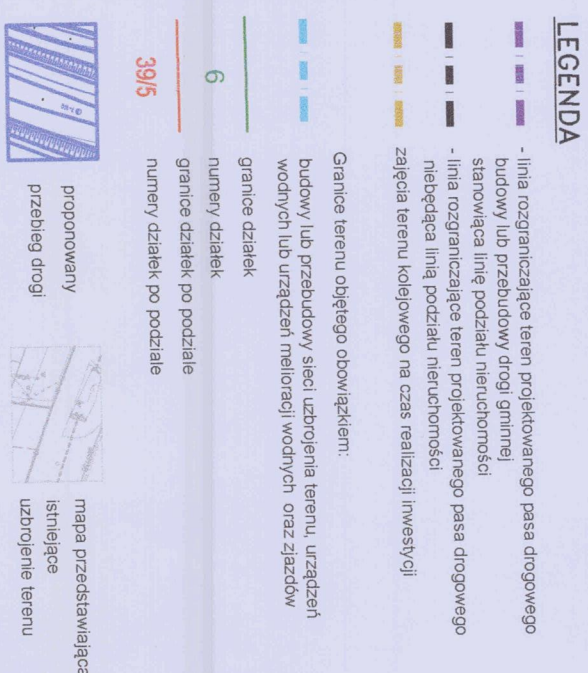 LEGENDA
- linia rozgraniczające teren projektowanego pasa drogowego
budowy lub przebudowy drogi gminnej
stanowiąca linię podziału nieruchomości
- linia rozgraniczające teren projektowanego pasa drogowego
niebędąca linią podziału nieruchomości
zajęcia terenu kolejowego na czas realizacji inwestycji
Granice terenu objętego obowiązkiem:
budowy lub przebudowy sieci uzbrojenia terenu, urządzeń
wodnych lub urządzeń melioracji wodnych oraz zjazdów
granice działek
6
numery działek
granice działek po podziale
39/5
numery działek po podziale
proponowany
przebieg drogi
mapa przedstawiająca
istniejące
uzbrojenie terenu